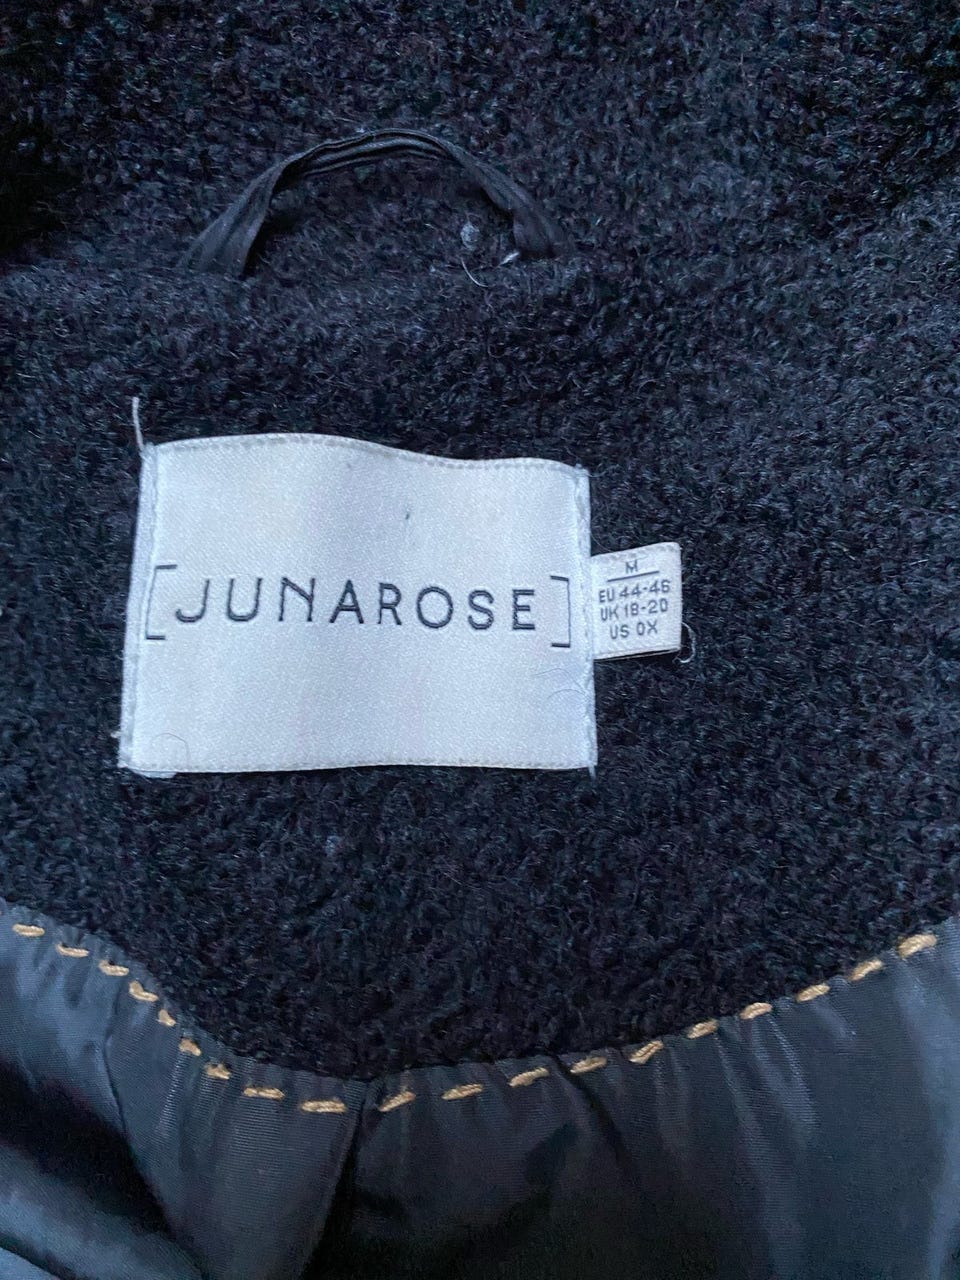 [JUNAROSE]
M
EU 44-46
UK 18-20
US 0X